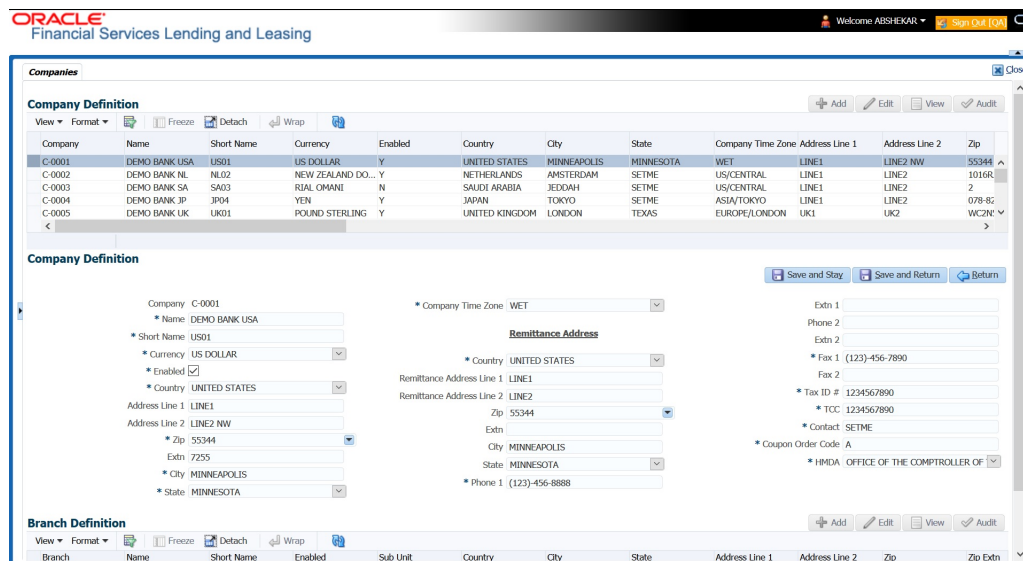 ORACLE
Financial Services Lending and Leasing
Welcome ABSHEKAR
Sign Out [QA]
Companies
Close
Company Definition
Add Edit View Audit
View Format Freeze Detach Wrap
Company Name Short Name Currency Enabled Country City State Company Time Zone Address Line 1 Address Line 2 Zip
C-0001 DEMO BANK USA US01 US DOLLAR Y UNITED STATES MINNEAPOLIS MINNESOTA WET LINE1 LINE2 NW 55344
C-0002 DEMO BANK NL NL02 NEW ZEALAND DO... Y NETHERLANDS AMSTERDAM SETME US/CENTRAL LINE1 LINE2 1016R
C-0003 DEMO BANK SA SA03 RIAL OMANI N SAUDI ARABIA JEDDAH SETME US/CENTRAL LINE1 LINE2 2
C-0004 DEMO BANK JP JP04 YEN Y JAPAN TOKYO SETME ASIA/TOKYO LINE1 LINE2 078-82
C-0005 DEMO BANK UK UK01 POUND STERLING Y UNITED KINGDOM LONDON TEXAS EUROPE/LONDON UK1 UK2
Company Definition
Save and Stay Save and Return Return
Company C-0001
* Name DEMO BANK USA
* Short Name US01
* Currency US DOLLAR
* Enabled
* Country UNITED STATES
Address Line 1 LINE1
Address Line 2 LINE2 NW
* Zip 55344
Extn 7255
* City MINNEAPOLIS
* State MINNESOTA
* Company Time Zone WET
Remittance Address
* Country UNITED STATES
Remittance Address Line 1 LINE1
Remittance Address Line 2 LINE2
Zip 55344
Extn
City MINNEAPOLIS
State MINNESOTA
* Phone 1 (123)-456-8888
Extn 1
Phone 2
Extn 2
* Fax 1 (123)-456-7890
Fax 2
* Tax ID # 1234567890
* TCC 1234567890
* Contact SETME
* Coupon Order Code A
* HMDA OFFICE OF THE COMPTROLLER OF
Branch Definition
Add Edit View Audit
View Format Freeze Detach Wrap
Branch Name Short Name Enabled Sub Unit Country City State Address Line 1 Address Line 2 Zip Zip Extn